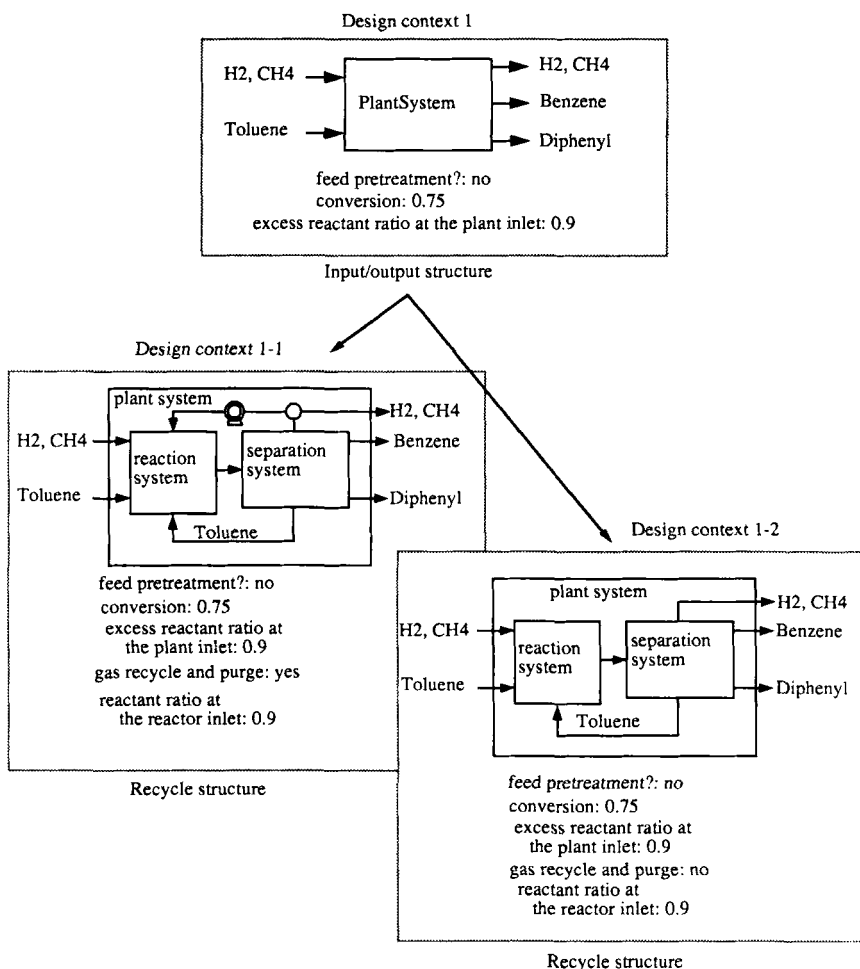 Design context 1
H2, CH4
Toluene
PlantSystem
H2, CH4
Benzene
Diphenyl
feed pretreatment?: no
conversion: 0.75
excess reactant ratio at the plant inlet: 0.9
Input/output structure
Design context 1-1
plant system
H2, CH4
Toluene
reaction
system
separation
system
Toluene
H2, CH4
Benzene
Diphenyl
feed pretreatment?: no
conversion: 0.75
excess reactant ratio at
the plant inlet: 0.9
gas recycle and purge: yes
reactant ratio at
the reactor inlet: 0.9
Recycle structure
Design context 1-2
plant system
H2, CH4
Toluene
reaction
system
separation
system
Toluene
H2, CH4
Benzene
Diphenyl
feed pretreatment?: no
conversion: 0.75
excess reactant ratio at
the plant inlet: 0.9
gas recycle and purge: no
reactant ratio at
the reactor inlet: 0.9
Recycle structure